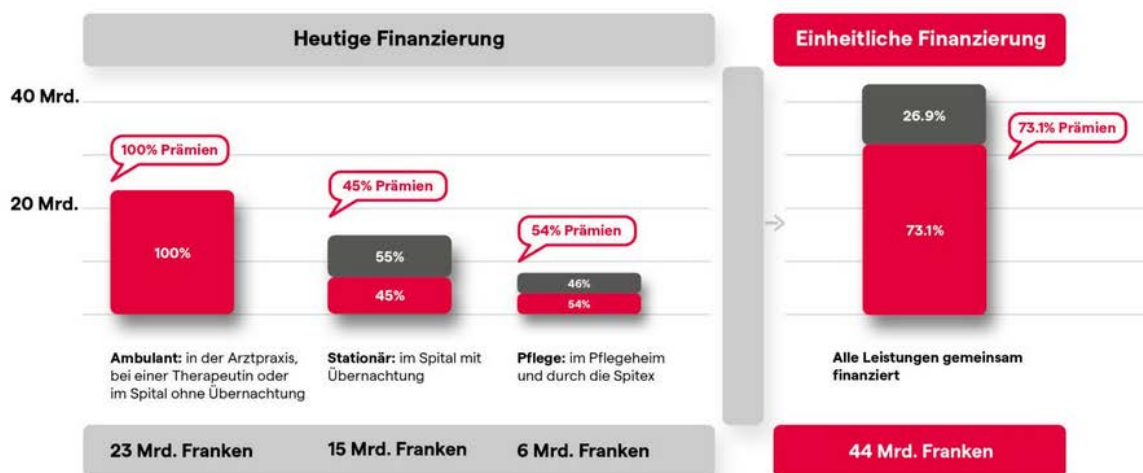 Heutige Finanzierung
Einheitliche Finanzierung
40 Mrd.
20 Mrd.
100% Prämien
100%
45% Prämien
55%
45%
54% Prämien
46%
54%
26.9%
73.1%
73.1% Prämien
Ambulant: in der Arztpraxis,
bei einer Therapeutin oder
im Spital ohne Übernachtung
Stationär: im Spital mit
Übernachtung
Pflege: im Pflegeheim
und durch die Spitex
Alle Leistungen gemeinsam
finanziert
23 Mrd. Franken
15 Mrd. Franken
6 Mrd. Franken
44 Mrd. Franken